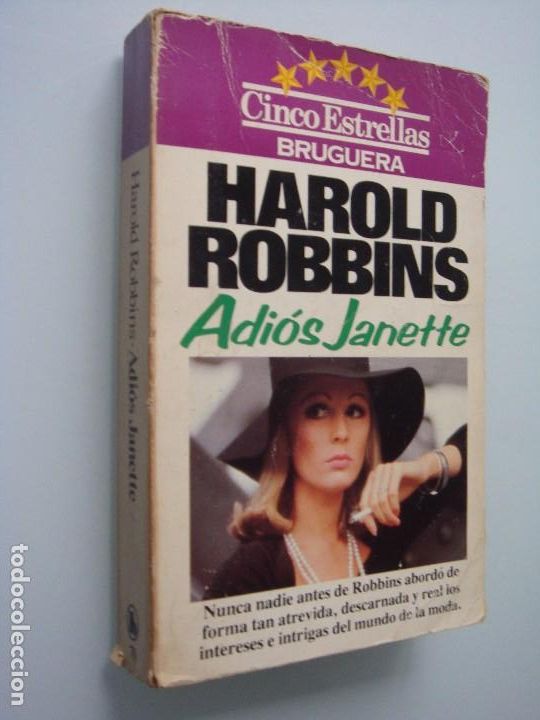 Cinco Estrellas
BRUGUERA
HAROLD
ROBBINS
Adiós Janette
Nunca nadie antes de Robbins abordó de
forma tan atrevida, descarnada y real los
intereses e intrigas del mundo de la moda.
Harold Robbins · Adiós Janette
todocoleccion.net